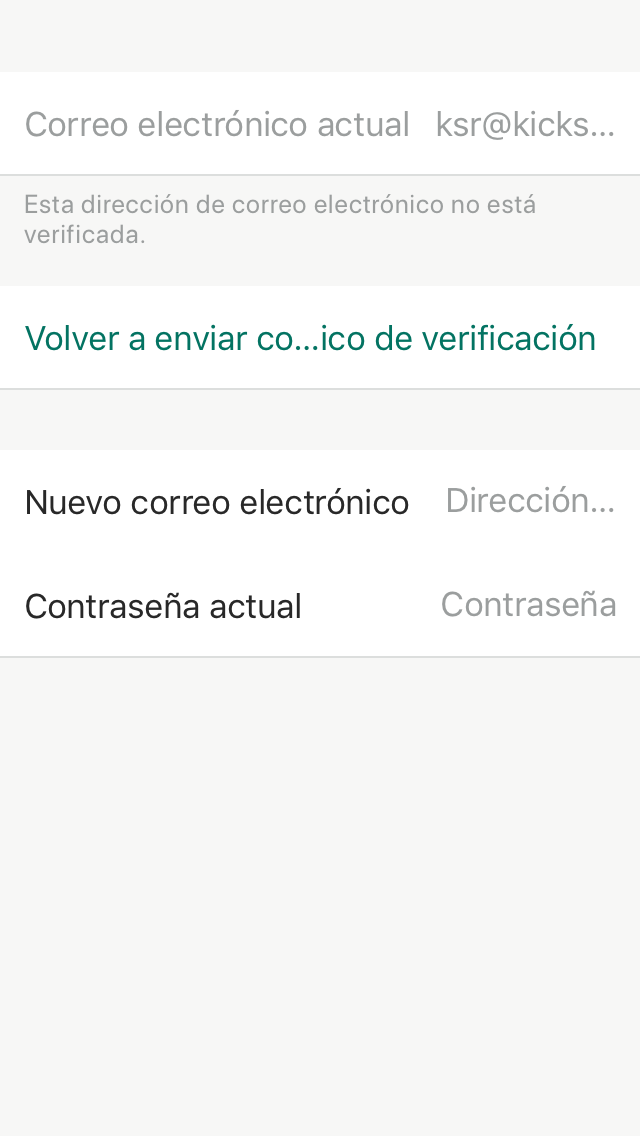 Correo electrónico actual ksr@kicks...
Esta dirección de correo electrónico no está
verificada.
Volver a enviar co...ico de verificación
Nuevo correo electrónico Dirección...
Contraseña actual Contraseña